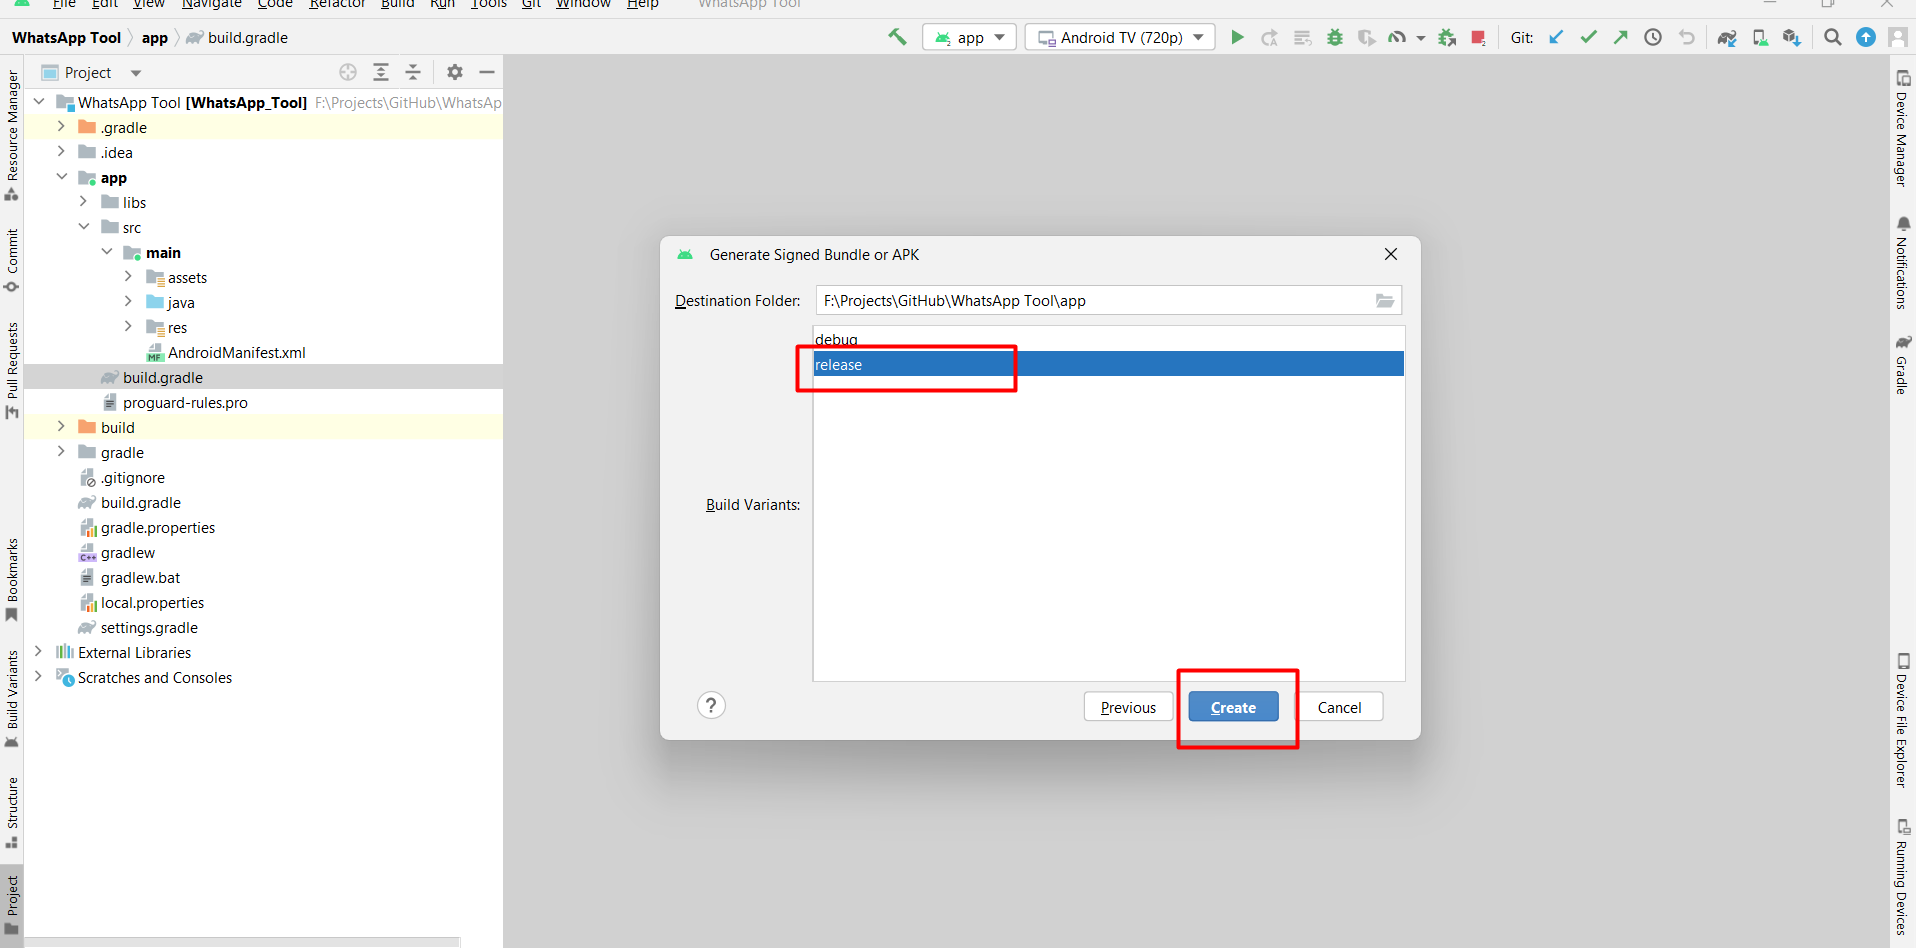 File Edit View Navigate Code Refactor Build Run Tools Git Window Help WhatsApp Tool
WhatsApp Tool app build.gradle
app Android TV (720p) Git:
Project
WhatsApp Tool [WhatsApp_Tool] F:\Projects\GitHub\WhatsAp
.gradle
.idea
app
libs
src
main
assets
java
res
MF AndroidManifest.xml
build.gradle
proguard-rules.pro
build
gradle
.gitignore
build.gradle
gradle.properties
C++ gradlew
gradlew.bat
local.properties
settings.gradle
External Libraries
Scratches and Consoles
Resource Manager
Commit
Pull Requests
Bookmarks
Build Variants
Structure
Project
Generate Signed Bundle or APK
Destination Folder: F:\Projects\GitHub\WhatsApp Tool\app
debug
release
Build Variants:
? Previous Create Cancel
Device Manager
Notifications
Gradle
Device File Explorer
Running Devices